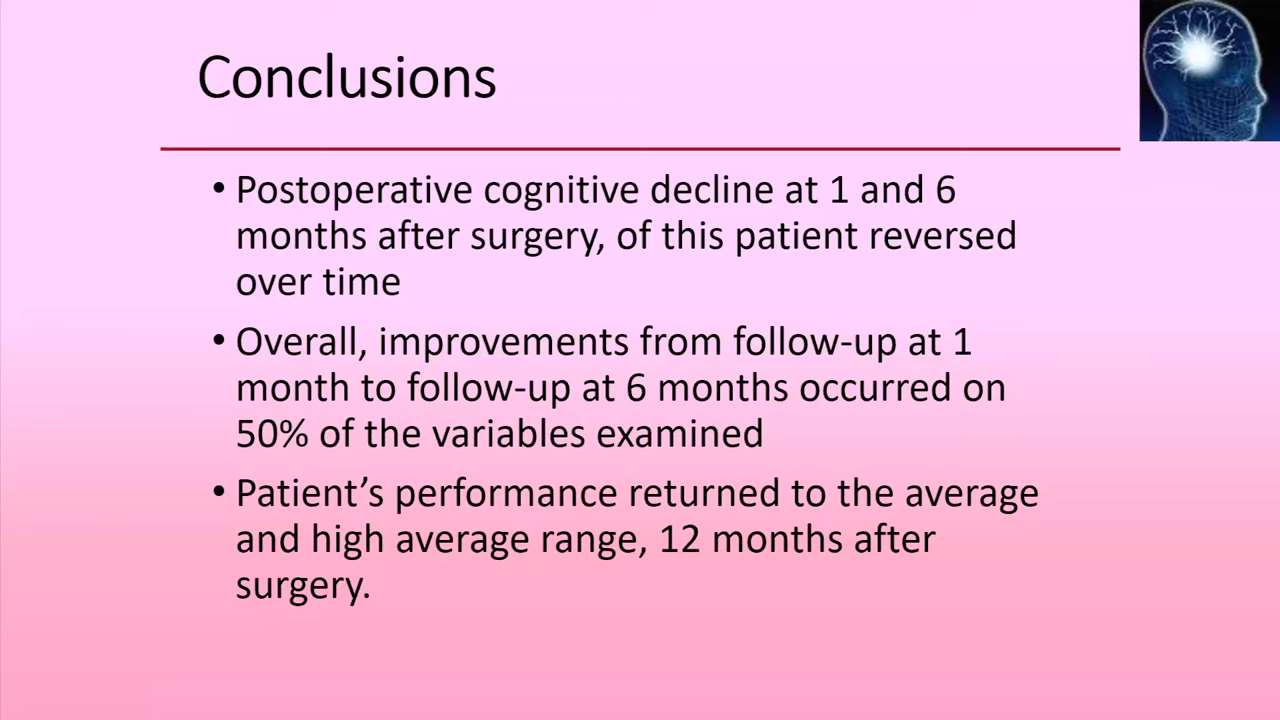 Conclusions
• Postoperative cognitive decline at 1 and 6
months after surgery, of this patient reversed
over time
• Overall, improvements from follow-up at 1
month to follow-up at 6 months occurred on
50% of the variables examined
• Patient’s performance returned to the average
and high average range, 12 months after
surgery.